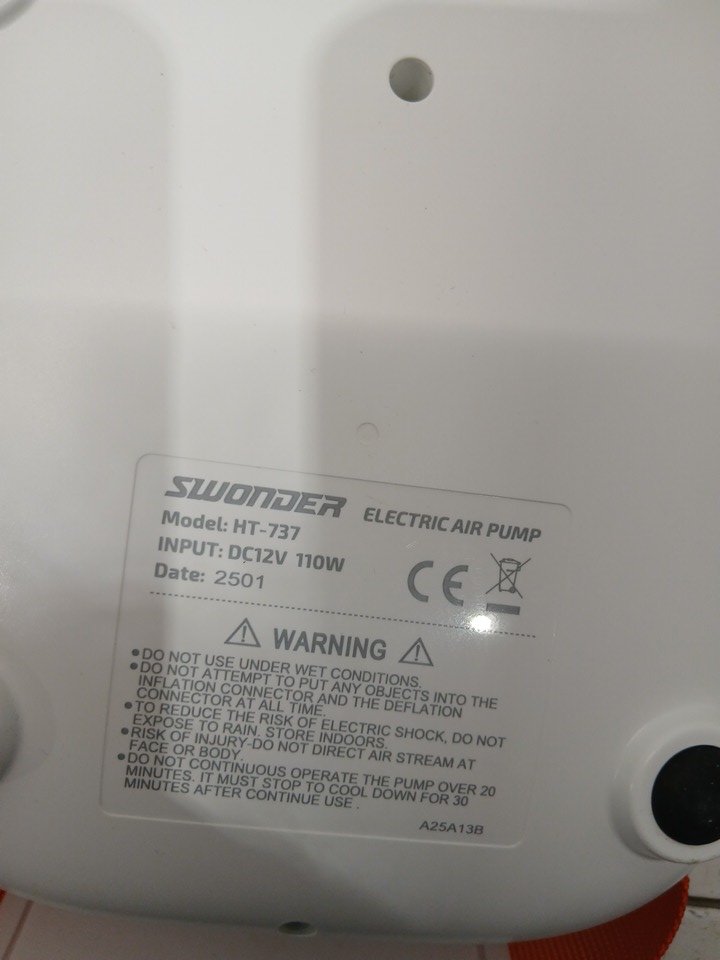 SWONDER ELECTRIC AIR PUMP
Model: HT-737
INPUT: DC12V 110W
Date: 2501
CE
WARNING
•DO NOT USE UNDER WET CONDITIONS.
•DO NOT ATTEMPT TO PUT ANY OBJECTS INTO THE
INFLATION CONNECTOR AND THE DEFLATION
CONNECTOR AT ALL TIME.
•TO REDUCE THE RISK OF ELECTRIC SHOCK, DO NOT
EXPOSE TO RAIN. STORE INDOORS.
•RISK OF INJURY-DO NOT DIRECT AIR STREAM AT
FACE OR BODY.
•DO NOT CONTINUOUS OPERATE THE PUMP OVER 20
MINUTES. IT MUST STOP TO COOL DOWN FOR 30
MINUTES AFTER CONTINUE USE .
A25A13B